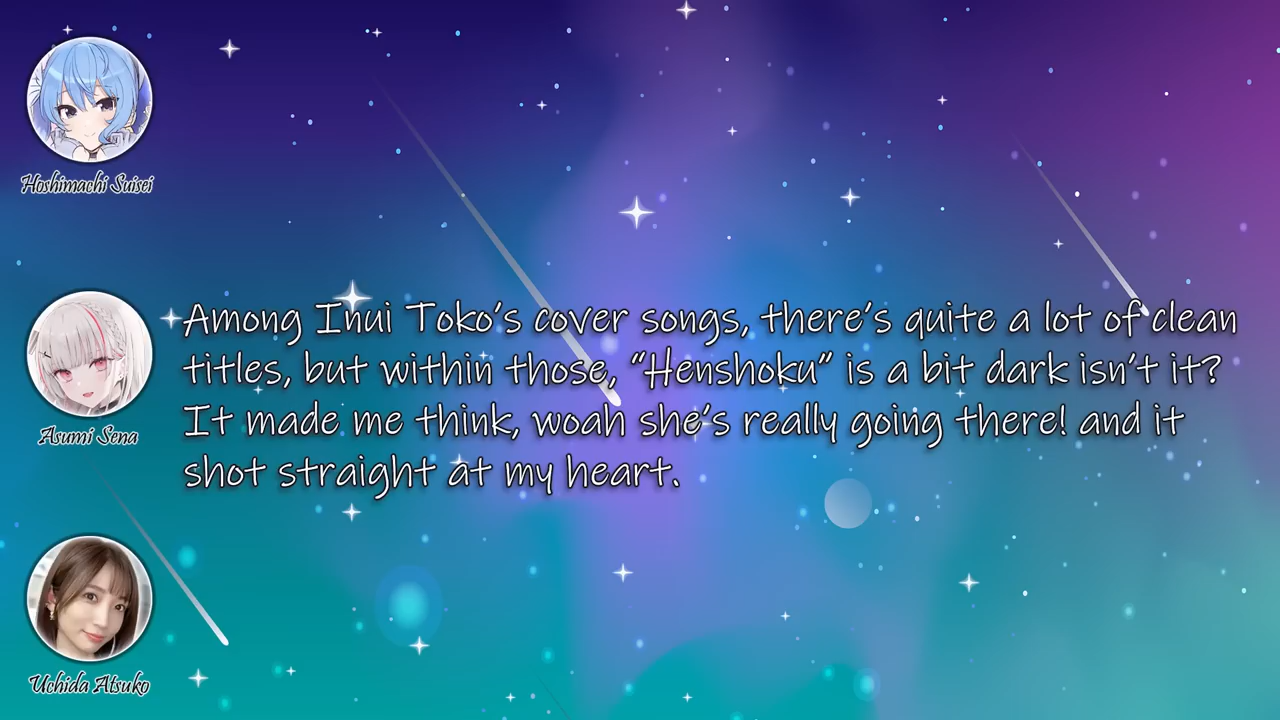 Hoshimachi Suisei
Among Inui Toko's cover songs, there's quite a lot of clean
titles, but within those, "Henshoku" is a bit dark isn't it?
It made me think, woah she's really going there! and it
shot straight at my heart.
Asumi Sena
Uchida Atsuko